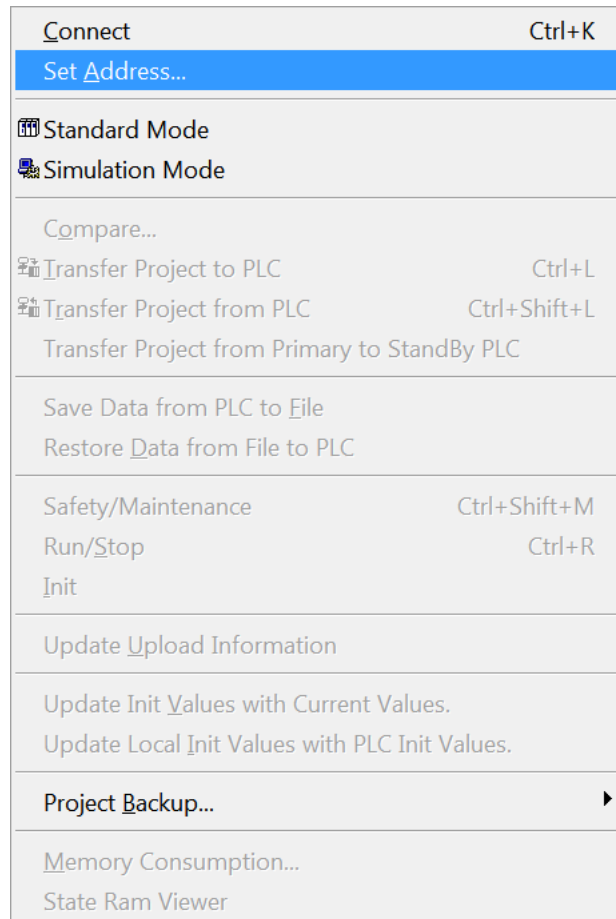 Connect Ctrl+K
Set Address...
Standard Mode
Simulation Mode
Compare...
Transfer Project to PLC Ctrl+L
Transfer Project from PLC Ctrl+Shift+L
Transfer Project from Primary to StandBy PLC
Save Data from PLC to File
Restore Data from File to PLC
Safety/Maintenance Ctrl+Shift+M
Run/Stop Ctrl+R
Init
Update Upload Information
Update Init Values with Current Values.
Update Local Init Values with PLC Init Values.
Project Backup...
Memory Consumption...
State Ram Viewer